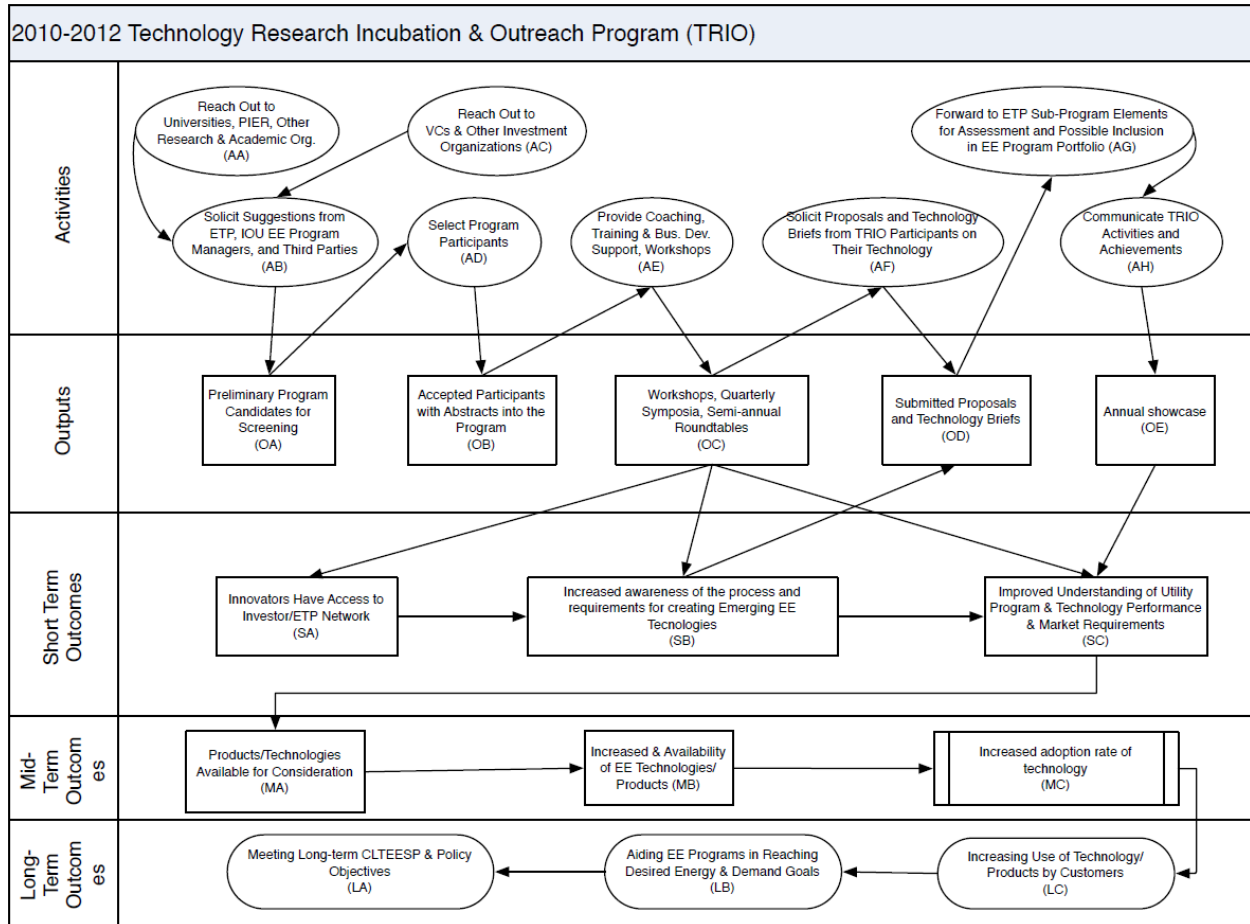 2010-2012 Technology Research Incubation & Outreach Program (TRIO)
Activities
Reach Out to
Universities, PIER, Other
Research & Academic Org.
(AA)
Reach Out to
VCs & Other Investment
Organizations (AC)
Forward to ETP Sub-Program Elements
for Assessment and Possible Inclusion
in EE Program Portfolio (AG)
Solicit Suggestions from
ETP, IOU EE Program
Managers, and Third Parties
(AB)
Select Program
Participants
(AD)
Provide Coaching,
Training & Bus. Dev.
Support, Workshops
(AE)
Solicit Proposals and Technology
Briefs from TRIO Participants on
Their Technology
(AF)
Communicate TRIO
Activities and
Achievements
(AH)
Outputs
Preliminary Program
Candidates for
Screening
(OA)
Accepted Participants
with Abstracts into the
Program
(OB)
Workshops, Quarterly
Symposia, Semi-annual
Roundtables
(OC)
Submitted Proposals
and Technology Briefs
(OD)
Annual showcase
(OE)
Short Term
Outcomes
Innovators Have Access to
Investor/ETP Network
(SA)
Increased awareness of the process and
requirements for creating Emerging EE
Tecnologies
(SB)
Improved Understanding of Utility
Program & Technology Performance
& Market Requirements
(SC)
Mid-
Term
Outcom
es
Products/Technologies
Available for Consideration
(MA)
Increased & Availability
of EE Technologies/
Products (MB)
Increased adoption rate of
technology
(MC)
Long-
Term
Outcom
es
Meeting Long-term CLTEESP & Policy
Objectives
(LA)
Aiding EE Programs in Reaching
Desired Energy & Demand Goals
(LB)
Increasing Use of Technology/
Products by Customers
(LC)